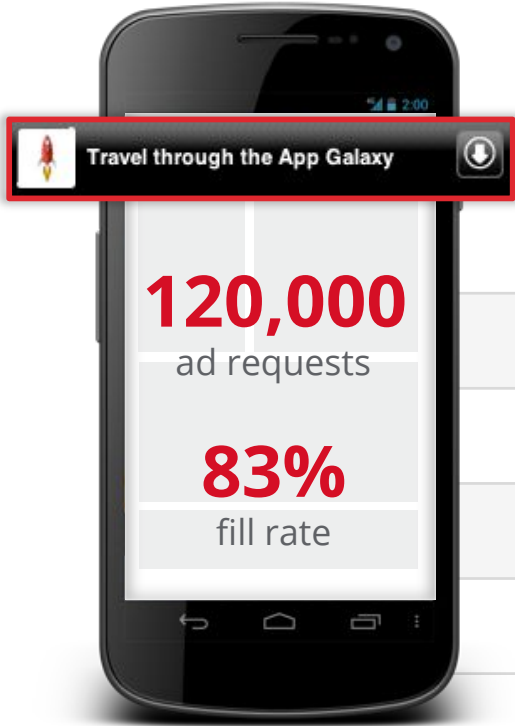 2:00
Travel through the App Galaxy
120,000
ad requests
83%
fill rate